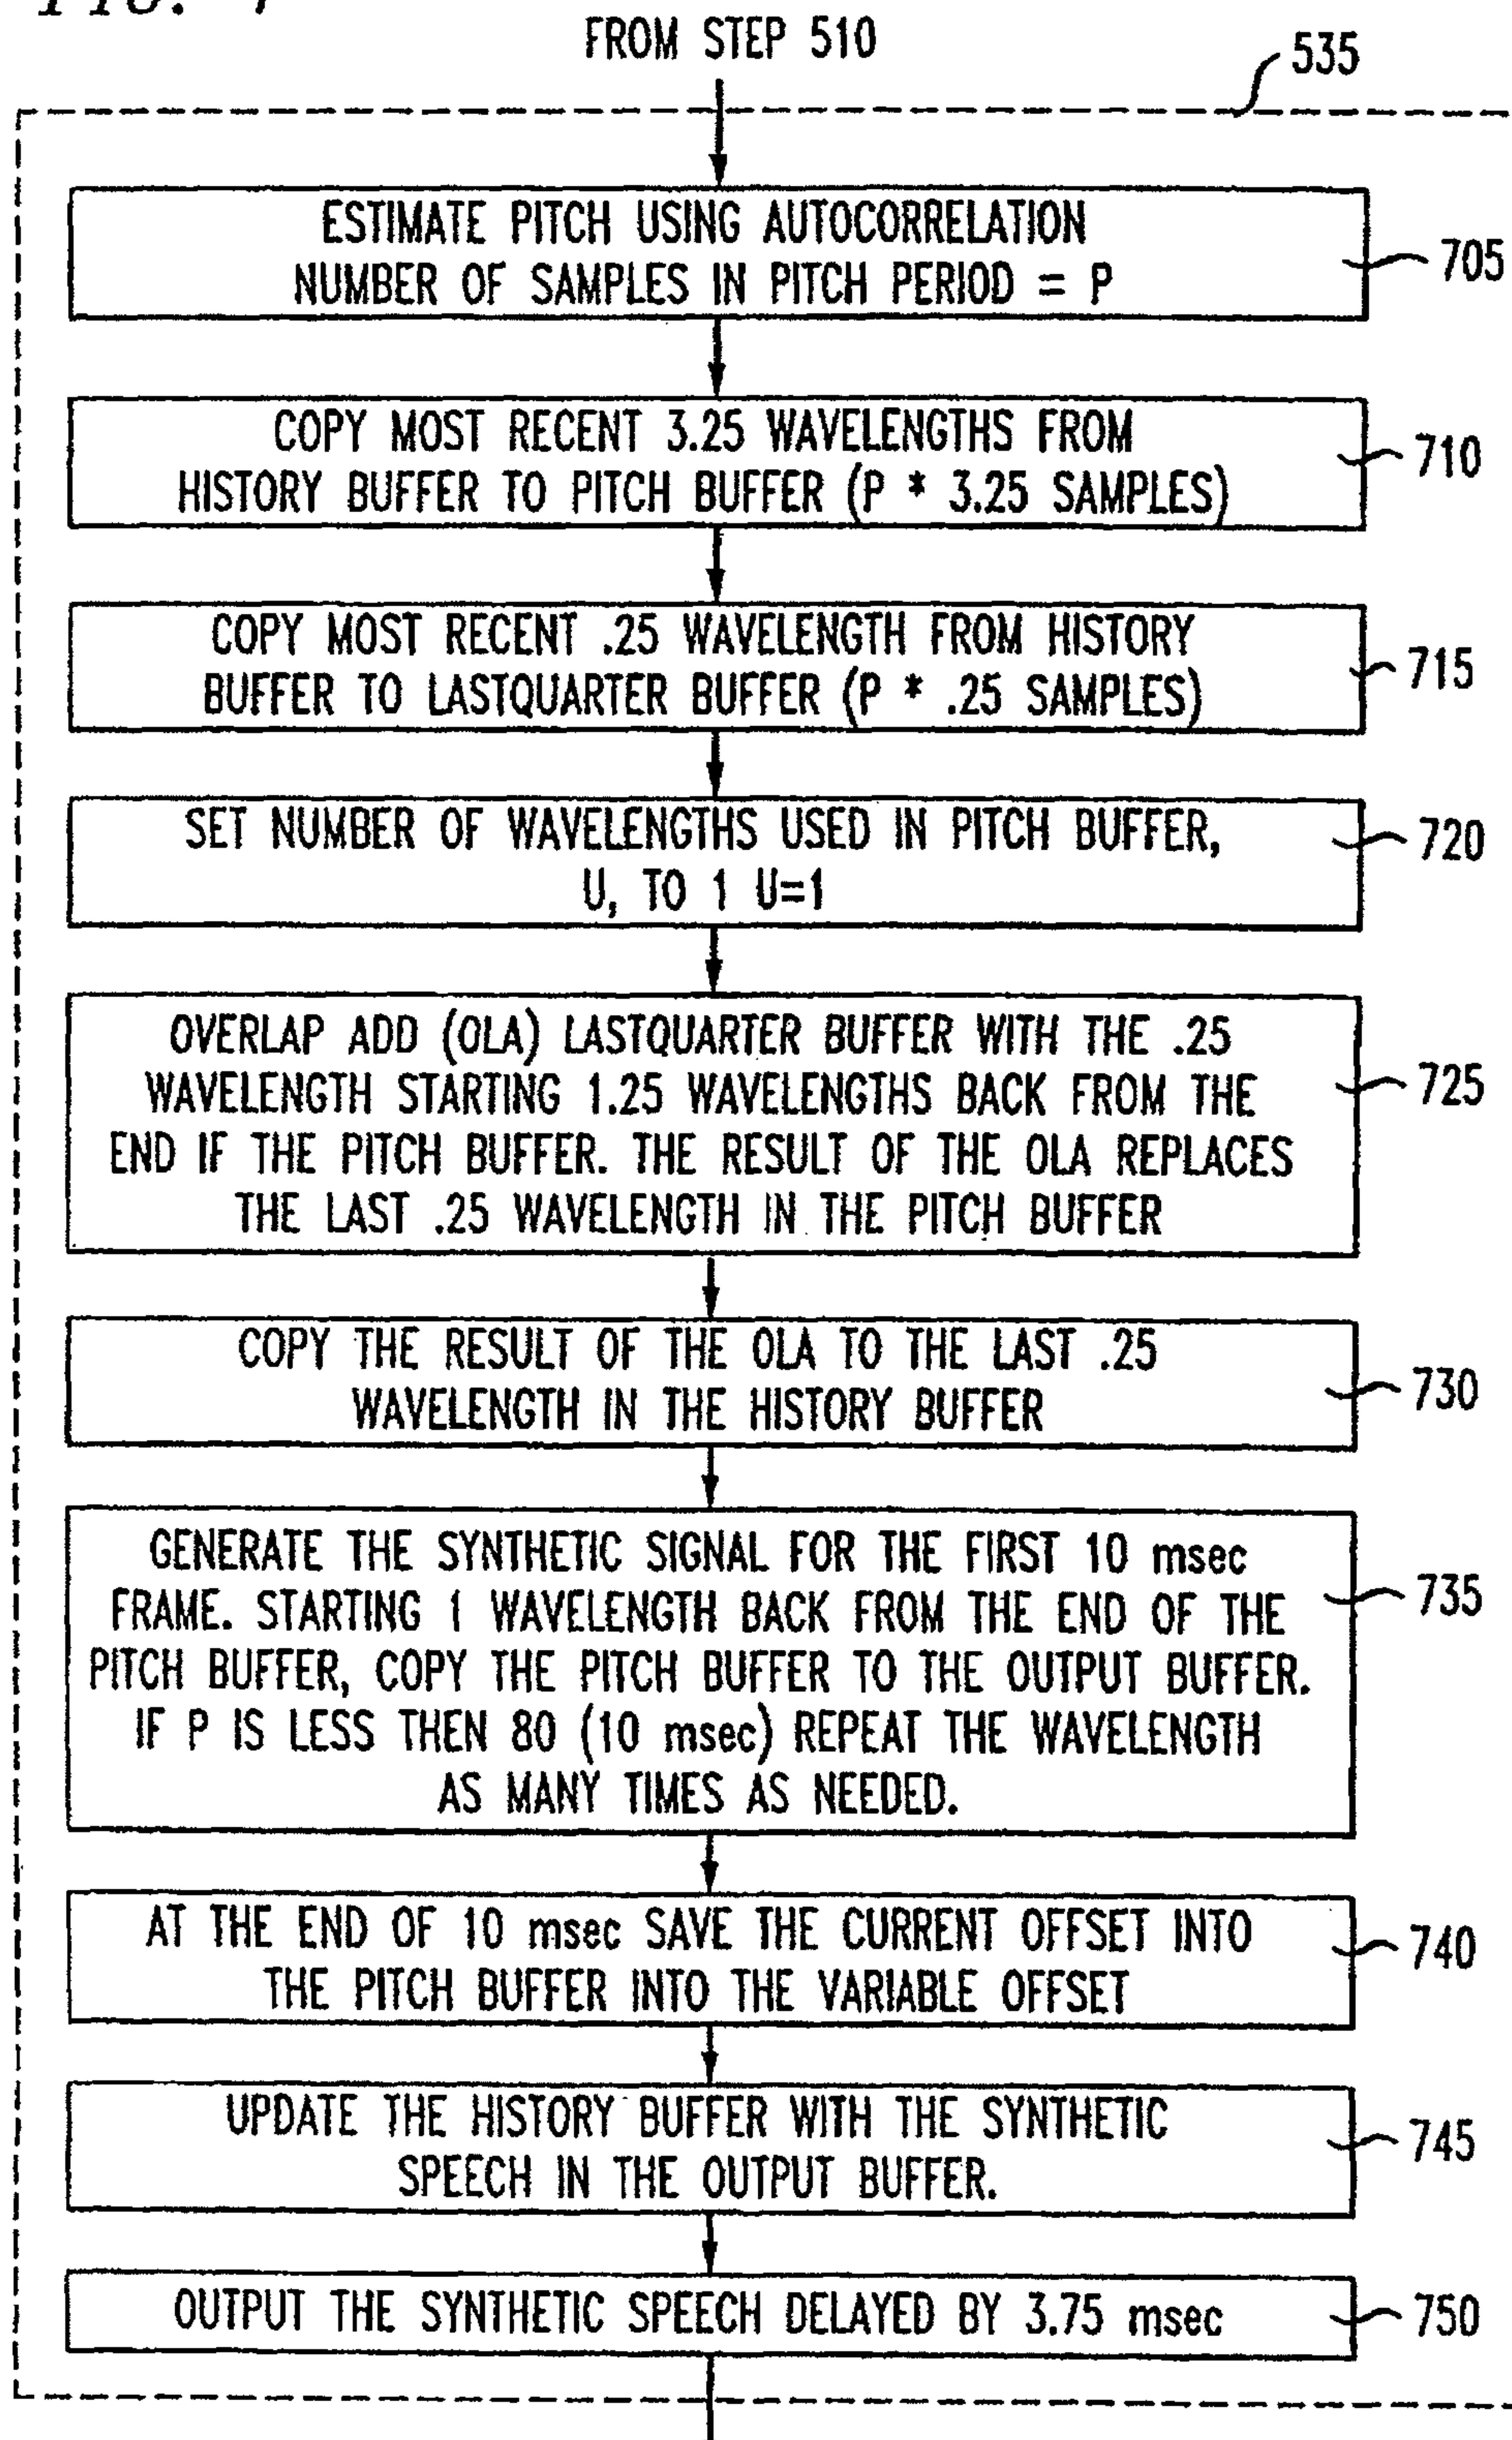 FIG. 7
FROM STEP 510
535
ESTIMATE PITCH USING AUTOCORRELATION
NUMBER OF SAMPLES IN PITCH PERIOD = P
705
COPY MOST RECENT 3.25 WAVELENGTHS FROM
HISTORY BUFFER TO PITCH BUFFER (P * 3.25 SAMPLES)
710
COPY MOST RECENT .25 WAVELENGTH FROM HISTORY
BUFFER TO LASTQUARTER BUFFER (P * .25 SAMPLES)
715
SET NUMBER OF WAVELENGTHS USED IN PITCH BUFFER,
U, TO 1 U=1
720
OVERLAP ADD (OLA) LASTQUARTER BUFFER WITH THE .25
WAVELENGTH STARTING 1.25 WAVELENGTHS BACK FROM THE
END IF THE PITCH BUFFER. THE RESULT OF THE OLA REPLACES
THE LAST .25 WAVELENGTH IN THE PITCH BUFFER
725
COPY THE RESULT OF THE OLA TO THE LAST .25
WAVELENGTH IN THE HISTORY BUFFER
730
GENERATE THE SYNTHETIC SIGNAL FOR THE FIRST 10 msec
FRAME. STARTING 1 WAVELENGTH BACK FROM THE END OF THE
PITCH BUFFER, COPY THE PITCH BUFFER TO THE OUTPUT BUFFER.
IF P IS LESS THEN 80 (10 msec) REPEAT THE WAVELENGTH
AS MANY TIMES AS NEEDED.
735
AT THE END OF 10 msec SAVE THE CURRENT OFFSET INTO
THE PITCH BUFFER INTO THE VARIABLE OFFSET
740
UPDATE THE HISTORY BUFFER WITH THE SYNTHETIC
SPEECH IN THE OUTPUT BUFFER.
745
OUTPUT THE SYNTHETIC SPEECH DELAYED BY 3.75 msec
750